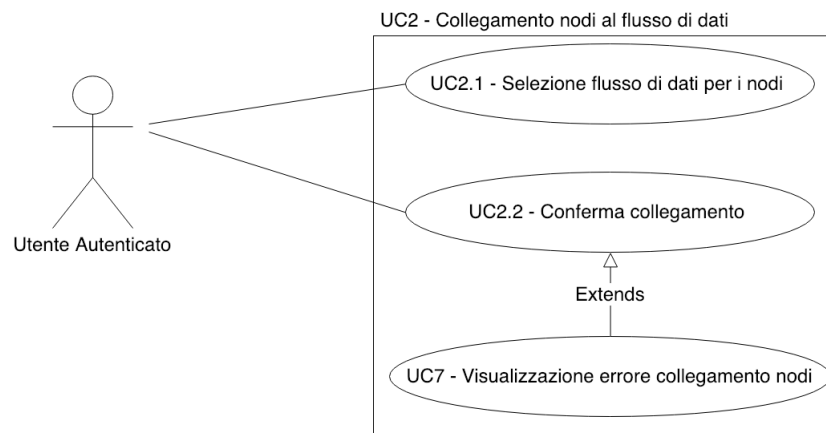 UC2 - Collegamento nodi al flusso di dati
UC2.1 - Selezione flusso di dati per i nodi
UC2.2 - Conferma collegamento
Utente Autenticato
Extends
UC7 - Visualizzazione errore collegamento nodi